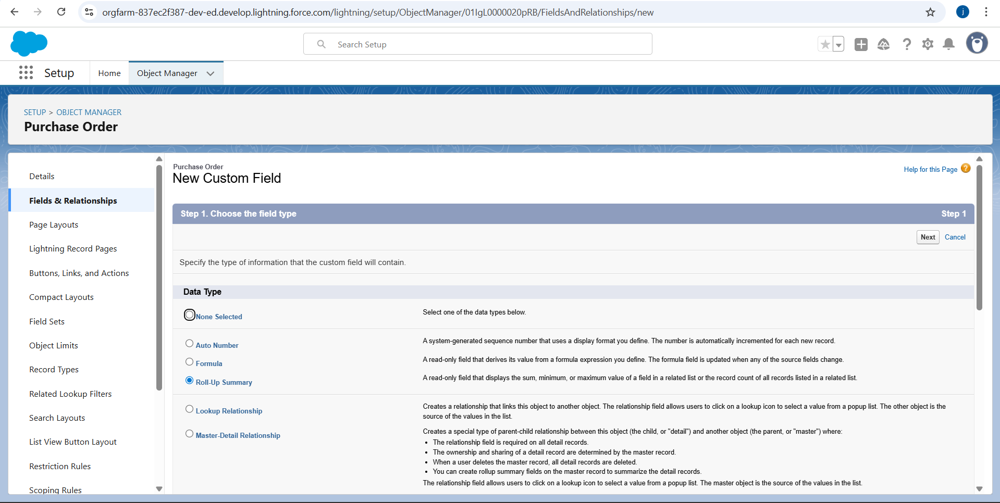 orgfarm-837ec2f387-dev-ed.develop.lightning.force.com/lightning/setup/ObjectManager/01IgL0000020pRB/FieldsAndRelationships/new
j
Search Setup
Setup
Home
Object Manager
SETUP > OBJECT MANAGER
Purchase Order
Details
Fields & Relationships
Page Layouts
Lightning Record Pages
Buttons, Links, and Actions
Compact Layouts
Field Sets
Object Limits
Record Types
Related Lookup Filters
Search Layouts
List View Button Layout
Restriction Rules
Scoping Rules
Purchase Order
New Custom Field
Help for this Page ?
Step 1. Choose the field type
Step 1
Next Cancel
Specify the type of information that the custom field will contain.
Data Type
None Selected
Select one of the data types below.
Auto Number
A system-generated sequence number that uses a display format you define. The number is automatically incremented for each new record.
Formula
A read-only field that derives its value from a formula expression you define. The formula field is updated when any of the source fields change.
Roll-Up Summary
A read-only field that displays the sum, minimum, or maximum value of a field in a related list or the record count of all records listed in a related list.
Lookup Relationship
Creates a relationship that links this object to another object. The relationship field allows users to click on a lookup icon to select a value from a popup list. The other object is the
source of the values in the list.
Master-Detail Relationship
Creates a special type of parent-child relationship between this object (the child, or "detail") and another object (the parent, or "master") where:
• The relationship field is required on all detail records.
• The ownership and sharing of a detail record are determined by the master record.
• When a user deletes the master record, all detail records are deleted.
• You can create rollup summary fields on the master record to summarize the detail records.
The relationship field allows users to click on a lookup icon to select a value from a popup list. The master object is the source of the values in the list.